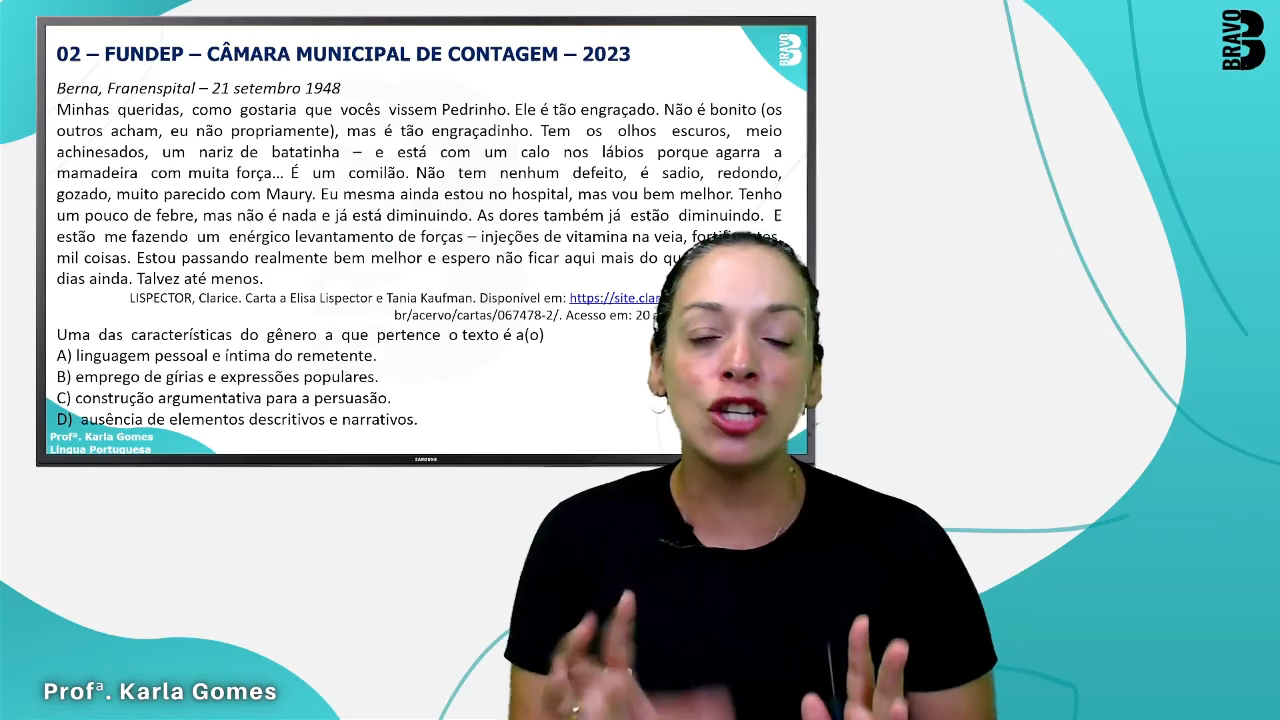 02 – FUNDEP – CÂMARA MUNICIPAL DE CONTAGEM – 2023
BRAVO
BRAVO
Berna, Franenspital – 21 setembro 1948
Minhas queridas, como gostaria que vocês vissem Pedrinho. Ele é tão engraçado. Não é bonito (os
outros acham, eu não propriamente), mas é tão engraçadinho. Tem os olhos escuros, meio
achinesados, um nariz de batatinha – e está com um calo nos lábios porque agarra a
mamadeira com muita força... É um comilão. Não tem nenhum defeito, é sadio, redondo,
gozado, muito parecido com Maury. Eu mesma ainda estou no hospital, mas vou bem melhor. Tenho
um pouco de febre, mas não é nada e já está diminuindo. As dores também já estão diminuindo. E
estão me fazendo um enérgico levantamento de forças – injeções de vitamina na veia,
mil coisas. Estou passando realmente bem melhor e espero não ficar aqui mais do
dias ainda. Talvez até menos.
LISPECTOR, Clarice. Carta a Elisa Lispector e Tania Kaufman. Disponível em: https://site.clar
br/acervo/cartas/067478-2/. Acesso em: 20
Uma das características do gênero a que pertence o texto é a(o)
A) linguagem pessoal e íntima do remetente.
B) emprego de gírias e expressões populares.
C) construção argumentativa para a persuasão.
D) ausência de elementos descritivos e narrativos.
Profª. Karla Gomes
Língua Portuguesa
SAMSUNG
Profª. Karla Gomes